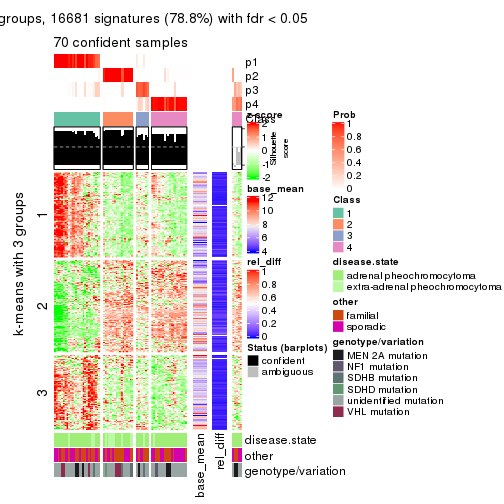 groups, 16681 signatures (78.8%) with fdr < 0.05
70 confident samples
p1
p2
p3
p4
Class
Silhouette
score
k-means with 3 groups
1
2
3
base_mean
rel_diff
disease.state
other
genotype/variation
z-score
2
1
0
-1
-2
base_mean
12
10
8
6
4
rel_diff
1
0.8
0.6
0.4
0.2
0
Status (barplots)
confident
ambiguous
Prob
1
0.8
0.6
0.4
0.2
0
Class
1
2
3
4
disease.state
adrenal pheochromocytoma
extra-adrenal pheochromocytoma
other
familial
sporadic
genotype/variation
MEN 2A mutation
NF1 mutation
SDHB mutation
SDHD mutation
unidentified mutation
VHL mutation